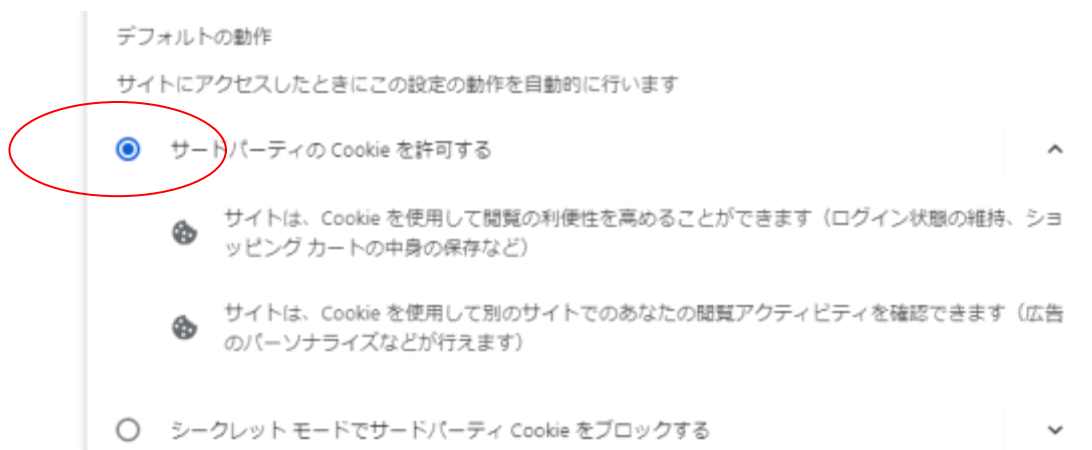 デフォルトの動作
サイトにアクセスしたときにこの設定の動作を自動的に行います
サートパーティの Cookie を許可する
サイトは、Cookie を使用して閲覧の利便性を高めることができます（ログイン状態の維持、ショ
ッピング カートの中身の保存など）
サイトは、Cookie を使用して別のサイトでのあなたの閲覧アクティビティを確認できます（広告
のパーソナライズなどが行えます）
シークレット モードでサードパーティ Cookie をブロックする